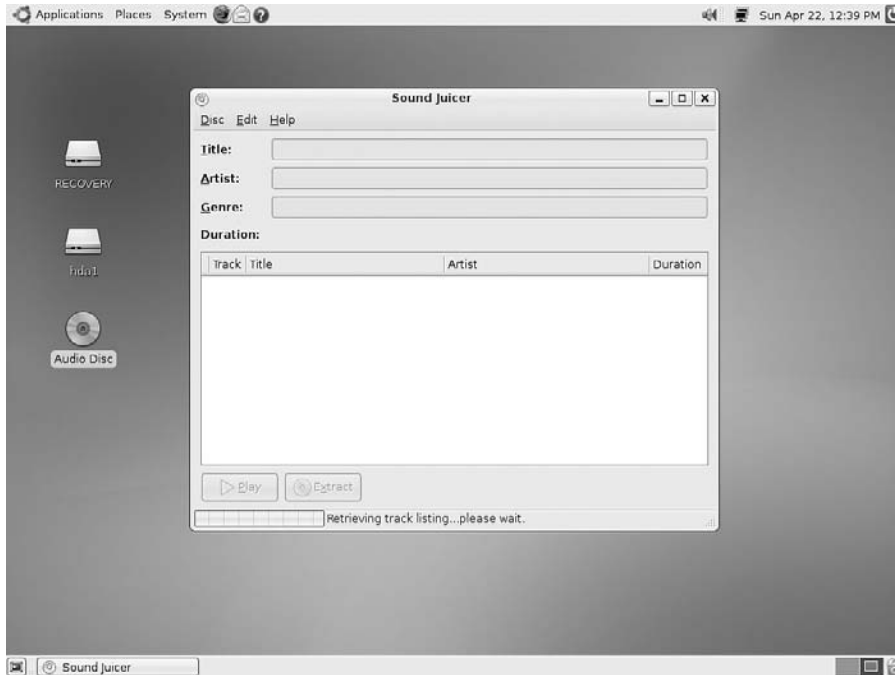 Applications Places System Sun Apr 22, 12:39 PM
Sound Juicer
Disc Edit Help
Title:
Artist:
Genre:
Duration:
Track Title Artist Duration
Play Extract
Retrieving track listing...please wait.
RECOVERY
hda1
Audio Disc
Sound Juicer